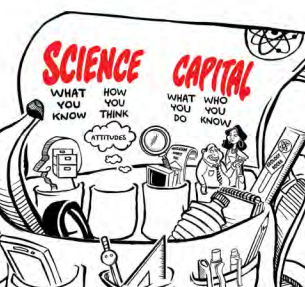 SCIENCE CAPITAL
WHAT YOU KNOW
HOW YOU THINK
WHAT YOU DO
WHO YOU KNOW
ATTITUDES